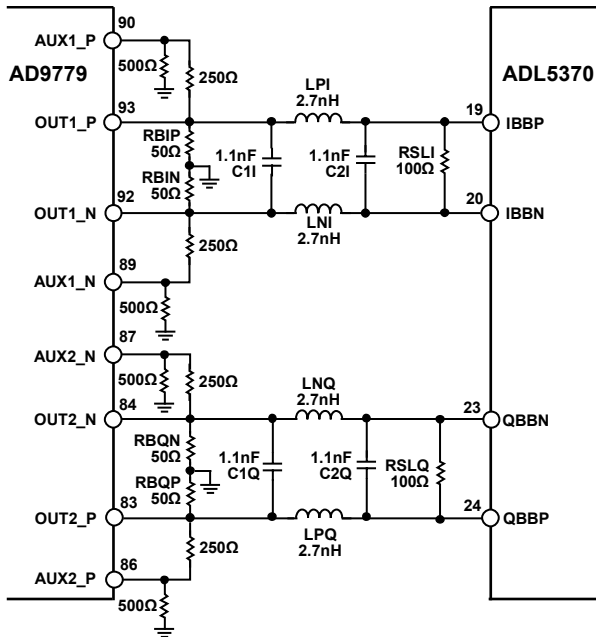 90
AUX1_P
AD9779
500Ω
250Ω
ADL5370
LPI
2.7nH
93
19
OUT1_P
IBBP
RBIP
50Ω
1.1nF
C1I
1.1nF
C2I
RSLI
100Ω
RBIN
50Ω
92
20
OUT1_N
IBBN
LNI
2.7nH
250Ω
89
AUX1_N
500Ω
87
AUX2_N
500Ω
250Ω
LNQ
2.7nH
84
23
OUT2_N
QBBN
RBQN
50Ω
1.1nF
C1Q
1.1nF
C2Q
RSLQ
100Ω
RBQP
50Ω
83
24
OUT2_P
QBBP
LPQ
2.7nH
250Ω
86
AUX2_P
500Ω